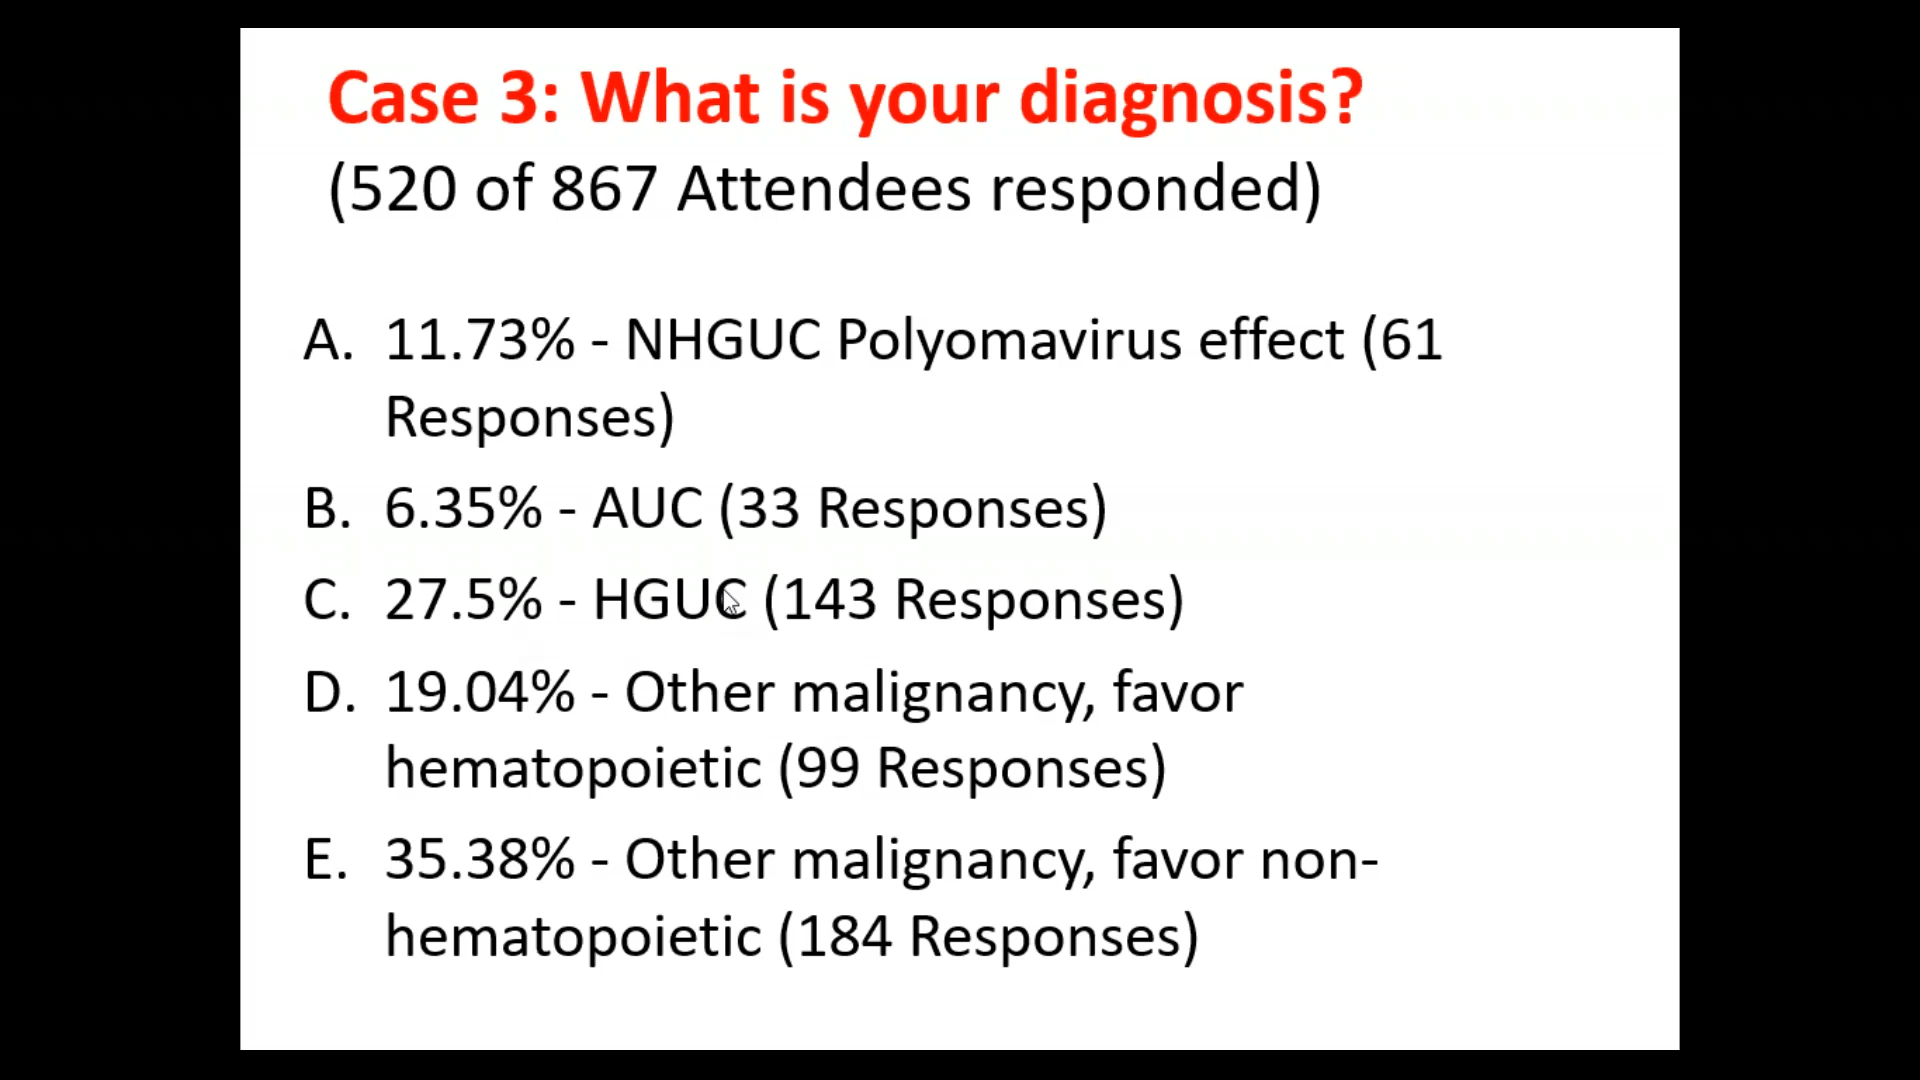 Case 3: What is your diagnosis?
(520 of 867 Attendees responded)
A. 11.73% - NHGUC Polyomavirus effect (61
Responses)
B. 6.35% - AUC (33 Responses)
C. 27.5% - HGUC (143 Responses)
D. 19.04% - Other malignancy, favor
hematopoietic (99 Responses)
E. 35.38% - Other malignancy, favor non-
hematopoietic (184 Responses)